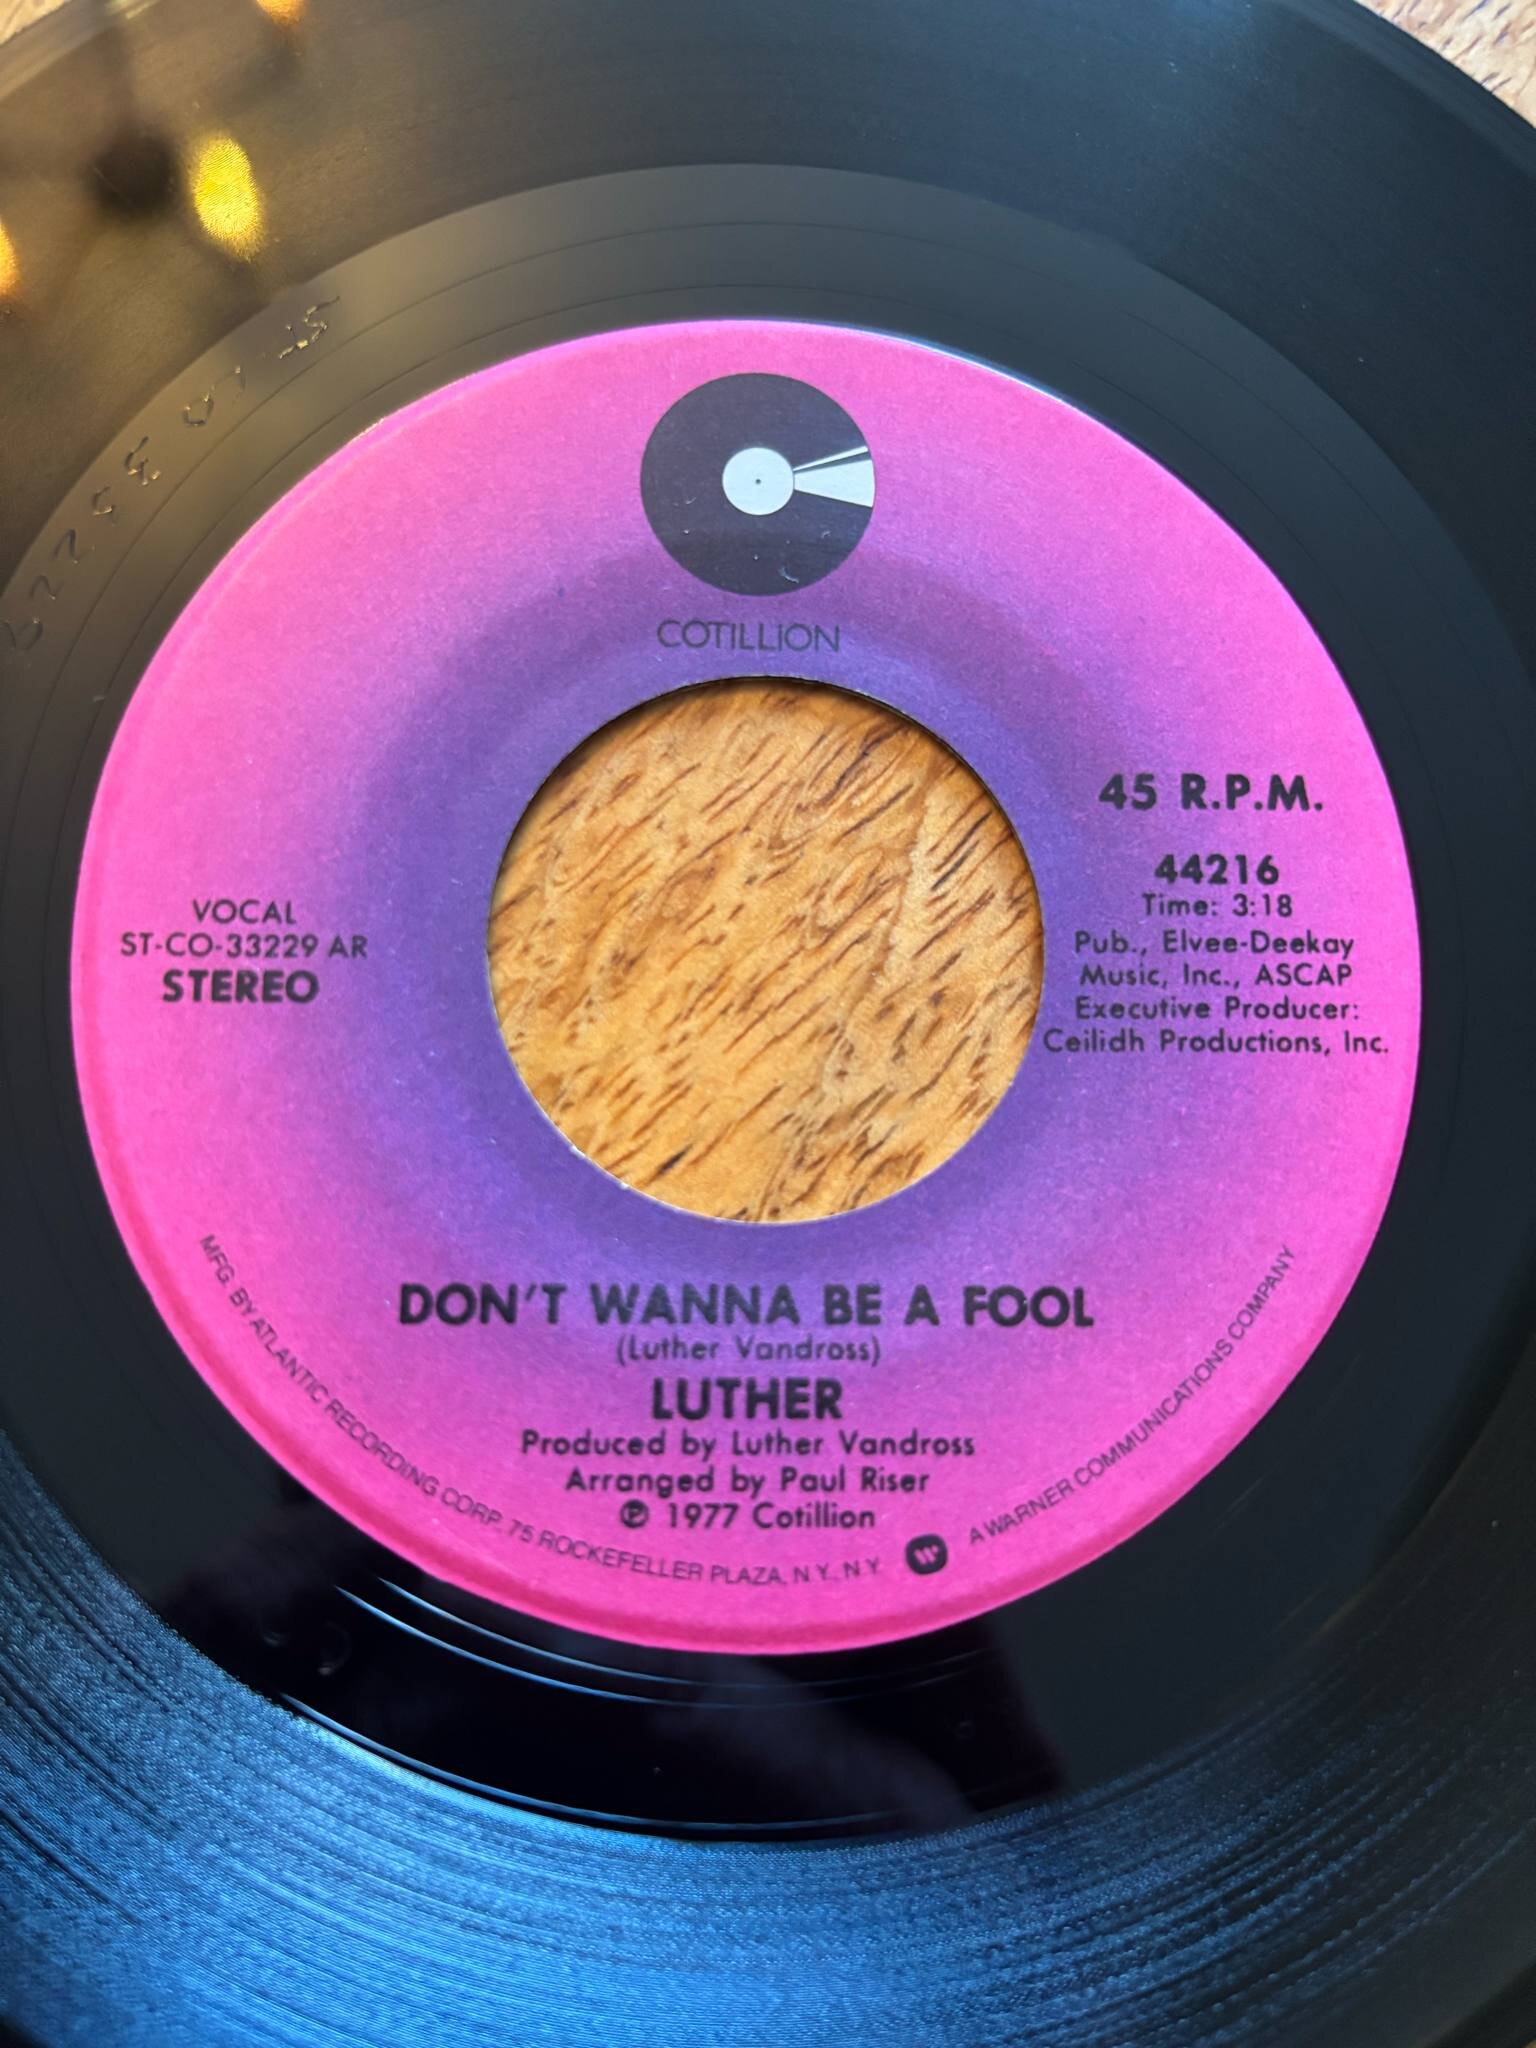 COTILLION
45 R.P.M.
44216
Time: 3:18
Pub., Elvee-Deekay
Music, Inc., ASCAP
Executive Producer:
Ceilidh Productions, Inc.
VOCAL
ST-CO-33229 AR
STEREO
DON'T WANNA BE A FOOL
(Luther Vandross)
LUTHER
Produced by Luther Vandross
Arranged by Paul Riser
℗ 1977 Cotillion
MFG. BY ATLANTIC RECORDING CORP. 75 ROCKEFELLER PLAZA, N.Y., N.Y. W A WARNER COMMUNICATIONS COMPANY